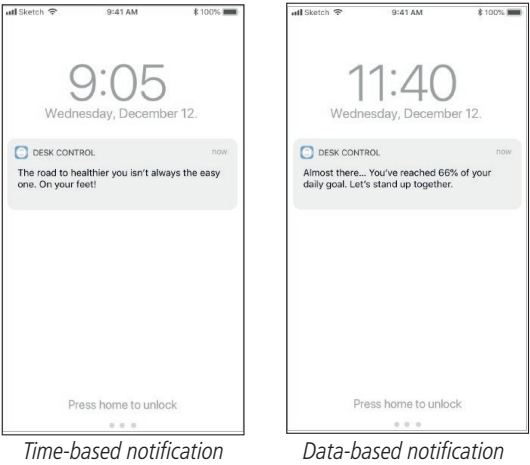 Sketch 9:41 AM 100%
9:05
Wednesday, December 12.
DESK CONTROL now
The road to healthier you isn't always the easy
one. On your feet!
Press home to unlock
Time-based notification
Sketch 9:41 AM 100%
11:40
Wednesday, December 12.
DESK CONTROL now
Almost there... You've reached 66% of your
daily goal. Let's stand up together.
Press home to unlock
Data-based notification